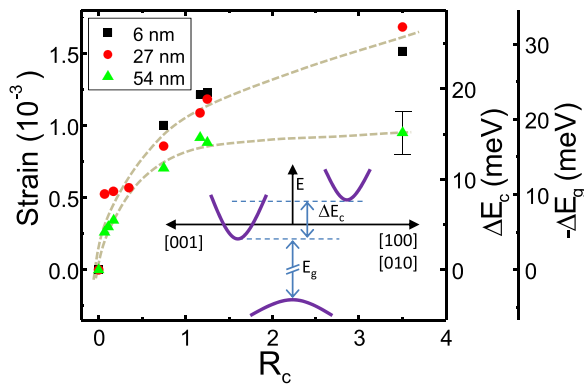 6 nm
27 nm
54 nm
Strain (10⁻³)
1.5
1.0
0.5
0.0
0
1
2
3
4
R_c
20
10
0
ΔE_c (meV)
30
20
10
0
-ΔE_g (meV)
E
ΔE_c
[001]
[100]
[010]
E_g